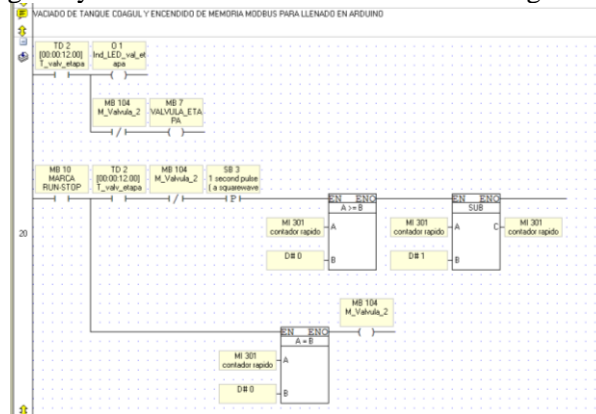 VACIADO DE TANQUE COAGUL Y ENCENDIDO DE MEMORIA MODBUS PARA LLENADO EN ARDUINO
TD 2
[00:00:12.00]
T_valv_etapa
O 1
Ind_LED_val_et
apa
MB 104
M_Valvula_2
MB 7
VALVULA_ETA
PA
20
MB 10
MARCA
RUN-STOP
TD 2
[00:00:12.00]
T_valv_etapa
MB 104
M_Valvula_2
SB 3
1 second pulse
( a squarewave
P
EN ENO
A >= B
MI 301
contador rapido
A
D# 0
B
EN ENO
SUB
MI 301
contador rapido
A
C
MI 301
contador rapido
D# 1
B
MB 104
M_Valvula_2
EN ENO
A = B
MI 301
contador rapido
A
D# 0
B